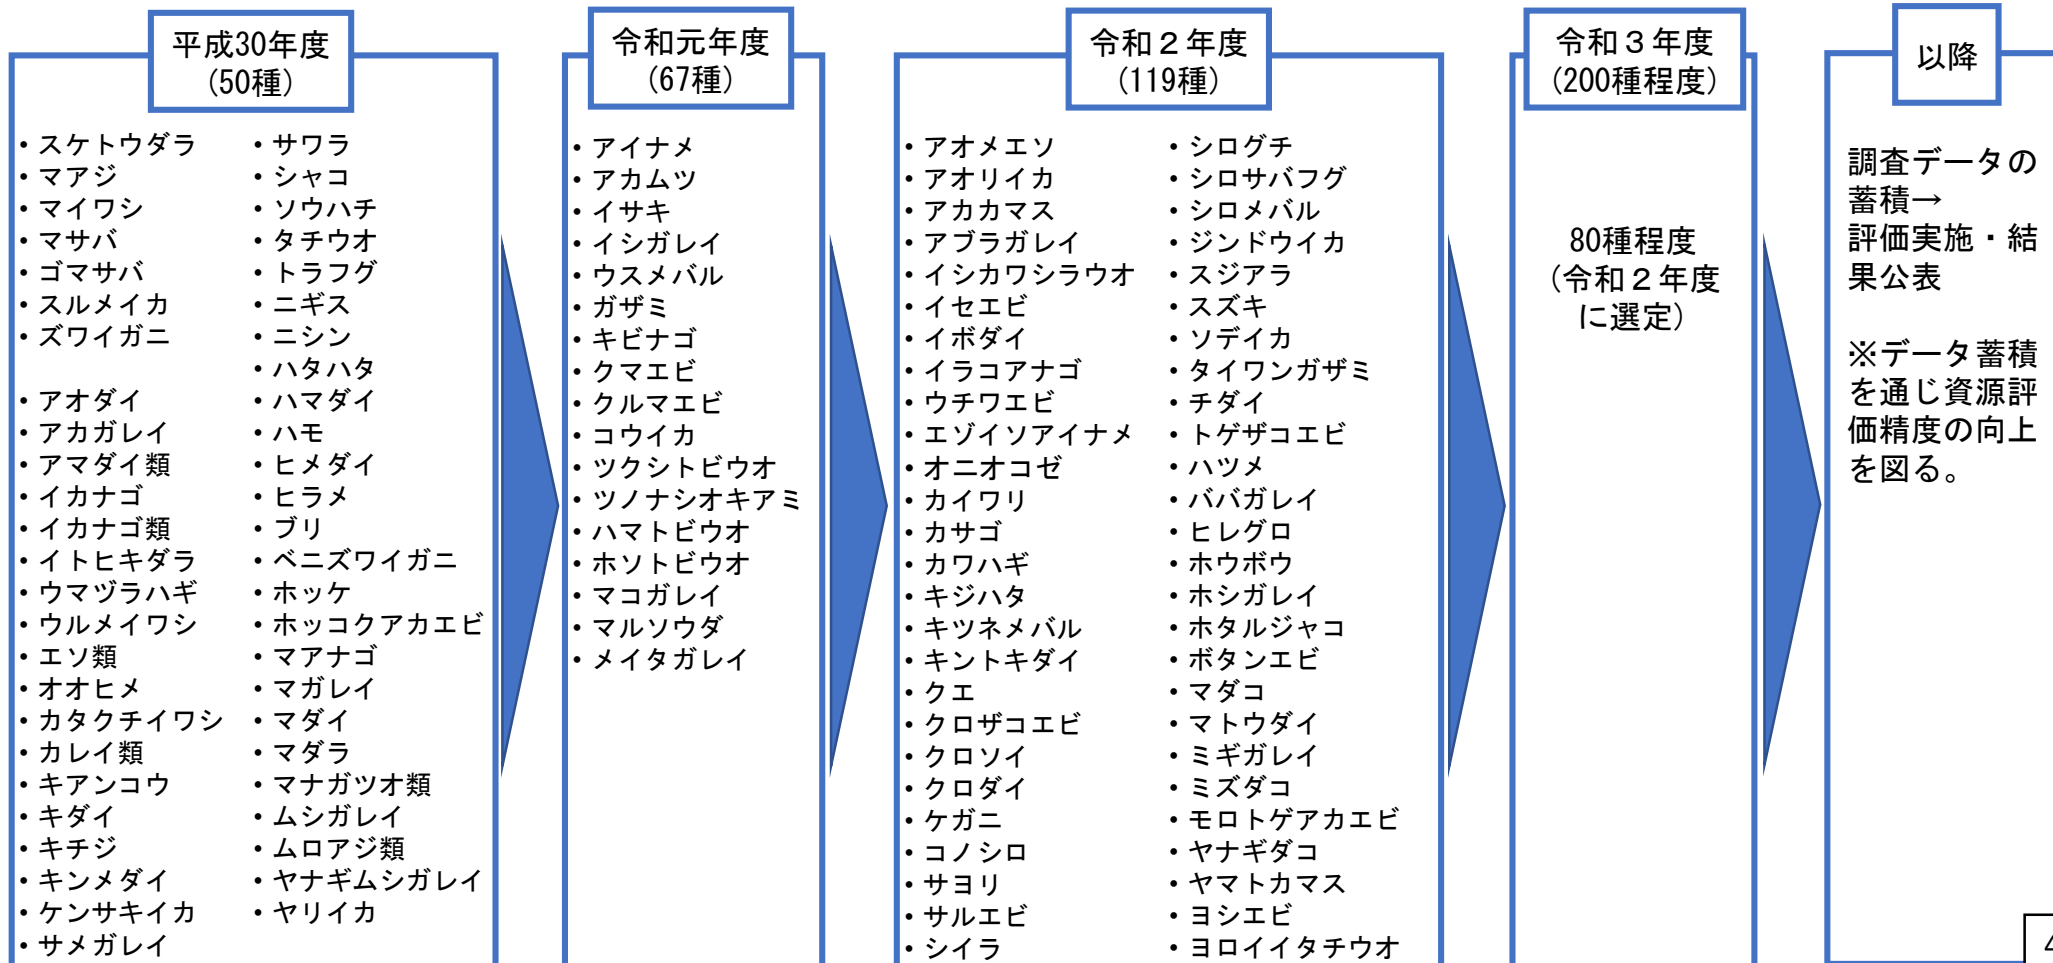 平成30年度
(50種)
・スケトウダラ
・マアジ
・マイワシ
・マサバ
・ゴマサバ
・スルメイカ
・ズワイガニ
・アオダイ
・アカガレイ
・アマダイ類
・イカナゴ
・イカナゴ類
・イトヒキダラ
・ウマヅラハギ
・ウルメイワシ
・エソ類
・オオヒメ
・カタクチイワシ
・カレイ類
・キアンコウ
・キダイ
・キチジ
・キンメダイ
・ケンサキイカ
・サメガレイ
・サワラ
・シャコ
・ソウハチ
・タチウオ
・トラフグ
・ニギス
・ニシン
・ハタハタ
・ハマダイ
・ハモ
・ヒメダイ
・ヒラメ
・ブリ
・ベニズワイガニ
・ホッケ
・ホッコクアカエビ
・マアナゴ
・マガレイ
・マダイ
・マダラ
・マナガツオ類
・ムシガレイ
・ムロアジ類
・ヤナギムシガレイ
・ヤリイカ
令和元年度
(67種)
・アイナメ
・アカムツ
・イサキ
・イシガレイ
・ウスメバル
・ガザミ
・キビナゴ
・クマエビ
・クルマエビ
・コウイカ
・ツクシトビウオ
・ツノナシオキアミ
・ハマトビウオ
・ホソトビウオ
・マコガレイ
・マルソウダ
・メイタガレイ
令和２年度
(119種)
・アオメエソ
・アオリイカ
・アカカマス
・アブラガレイ
・イシカワシラウオ
・イセエビ
・イボダイ
・イラコアナゴ
・ウチワエビ
・エゾイソアイナメ
・オニオコゼ
・カイワリ
・カサゴ
・カワハギ
・キジハタ
・キツネメバル
・キントキダイ
・クエ
・クロザコエビ
・クロソイ
・クロダイ
・ケガニ
・コノシロ
・サヨリ
・サルエビ
・シイラ
・シログチ
・シロサバフグ
・シロメバル
・ジンドウイカ
・スジアラ
・スズキ
・ソデイカ
・タイワンガザミ
・チダイ
・トゲザコエビ
・ハツメ
・ババガレイ
・ヒレグロ
・ホウボウ
・ホシガレイ
・ホタルジャコ
・ボタンエビ
・マダコ
・マトウダイ
・ミギガレイ
・ミズダコ
・モロトゲアカエビ
・ヤナギダコ
・ヤマトカマス
・ヨシエビ
・ヨロイイタチウオ
令和３年度
(200種程度)
80種程度
(令和２年度
に選定)
以降
調査データの
蓄積→
評価実施・結
果公表
※データ蓄積
を通じ資源評
価精度の向上
を図る。